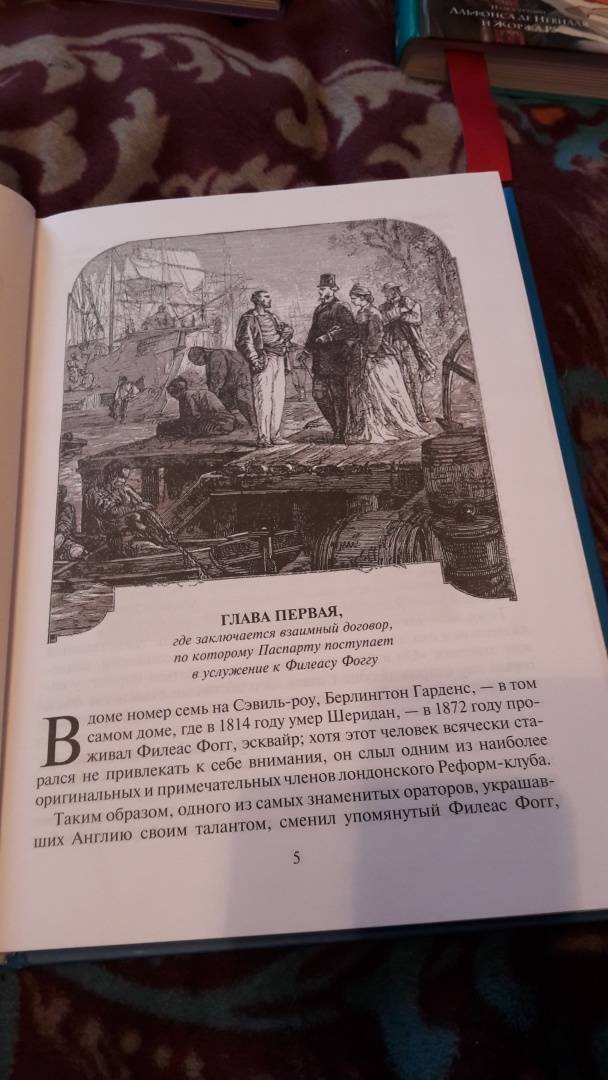 АЛЬФОНСА ДЕ НЕВИЛЛЯ
ГЛАВА ПЕРВАЯ,
где заключается взаимный договор,
по которому Паспарту поступает
в услужение к Филеасу Фоггу
В доме номер семь на Сэвиль-роу, Берлингтон Гарденс, — в том
самом доме, где в 1814 году умер Шеридан, — в 1872 году про-
живал Филеас Фогг, эсквайр; хотя этот человек всячески ста-
рался не привлекать к себе внимания, он слыл одним из наиболее
оригинальных и примечательных членов лондонского Реформ-клуба.
Таким образом, одного из самых знаменитых ораторов, украшав-
ших Англию своим талантом, сменил упомянутый Филеас Фогг,
5